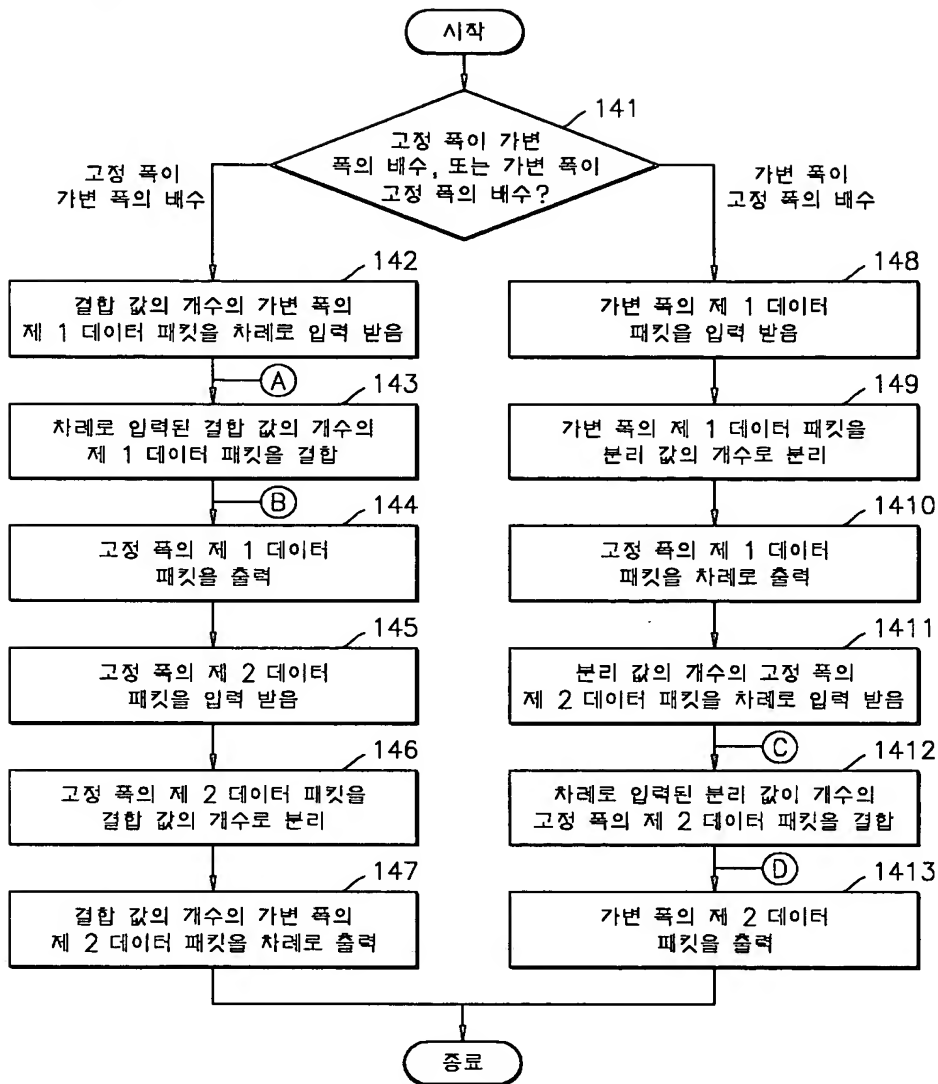 시작
141
고정 폭이 가변
폭의 배수, 또는 가변 폭이
고정 폭의 배수?
고정 폭이
가변 폭의 배수
가변 폭이
고정 폭의 배수
142
결합 값의 개수의 가변 폭의
제 1 데이터 패킷을 차례로 입력 받음
A
143
차례로 입력된 결합 값의 개수의
제 1 데이터 패킷을 결합
B
144
고정 폭의 제 1 데이터
패킷을 출력
145
고정 폭의 제 2 데이터
패킷을 입력 받음
146
고정 폭의 제 2 데이터 패킷을
결합 값의 개수로 분리
147
결합 값의 개수의 가변 폭의
제 2 데이터 패킷을 차례로 출력
148
가변 폭의 제 1 데이터
패킷을 입력 받음
149
가변 폭의 제 1 데이터 패킷을
분리 값의 개수로 분리
1410
고정 폭의 제 1 데이터
패킷을 차례로 출력
1411
분리 값의 개수의 고정 폭의
제 2 데이터 패킷을 차례로 입력 받음
C
1412
차례로 입력된 분리 값이 개수의
고정 폭의 제 2 데이터 패킷을 결합
D
1413
가변 폭의 제 2 데이터
패킷을 출력
종료